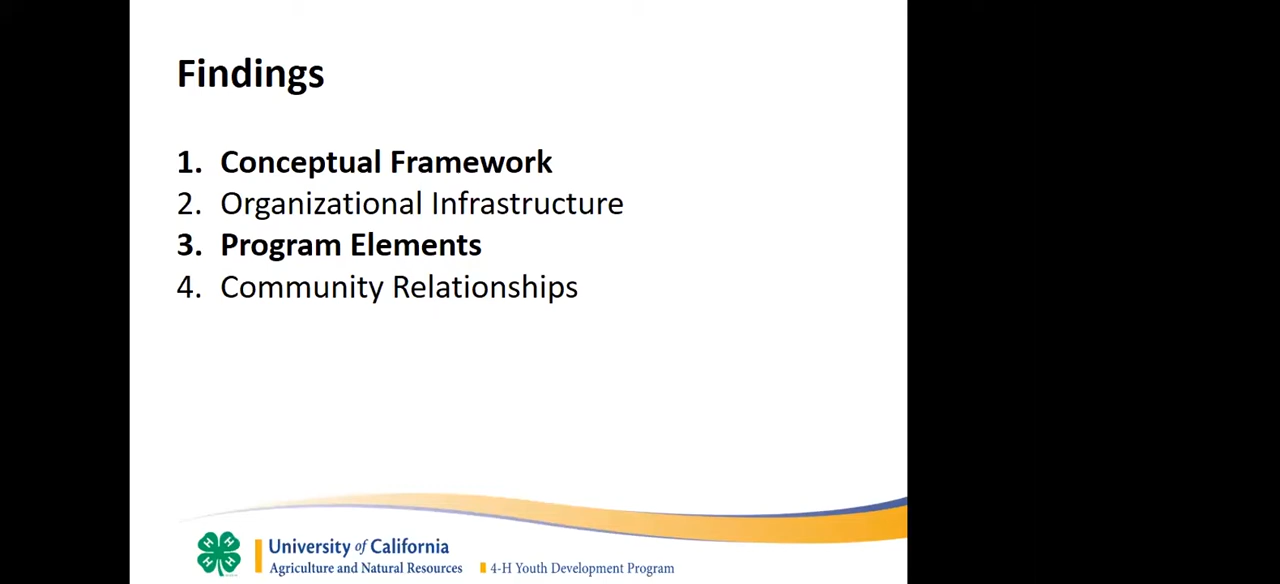 Findings
1. Conceptual Framework
2. Organizational Infrastructure
3. Program Elements
4. Community Relationships
H H H H
University of California
Agriculture and Natural Resources 4-H Youth Development Program